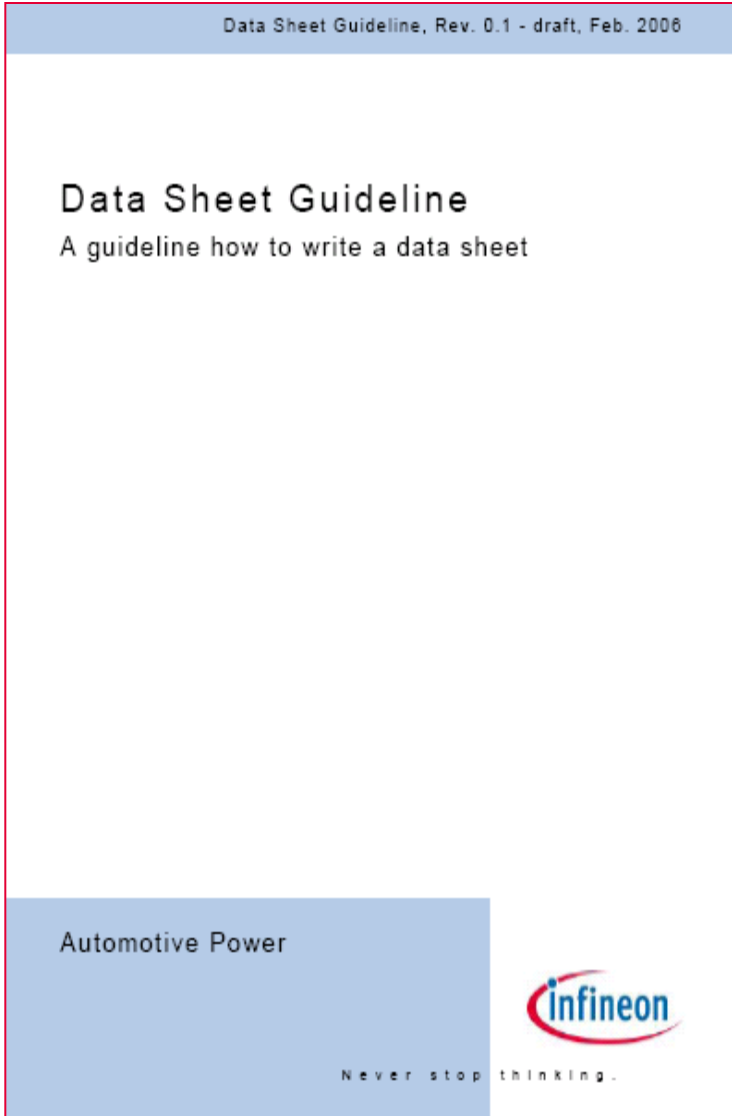 Data Sheet Guideline, Rev. 0.1 - draft, Feb. 2006
Data Sheet Guideline
A guideline how to write a data sheet
Automotive Power
infineon
Never stop thinking.